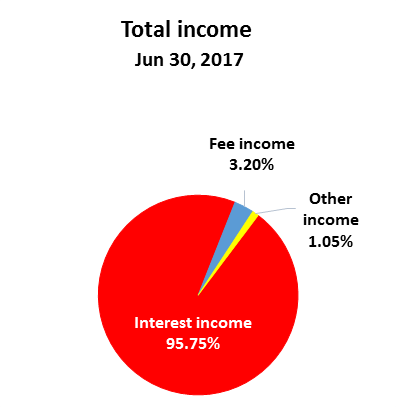 Total income
Jun 30, 2017
Fee income
3.20%
Other
income
1.05%
Interest income
95.75%